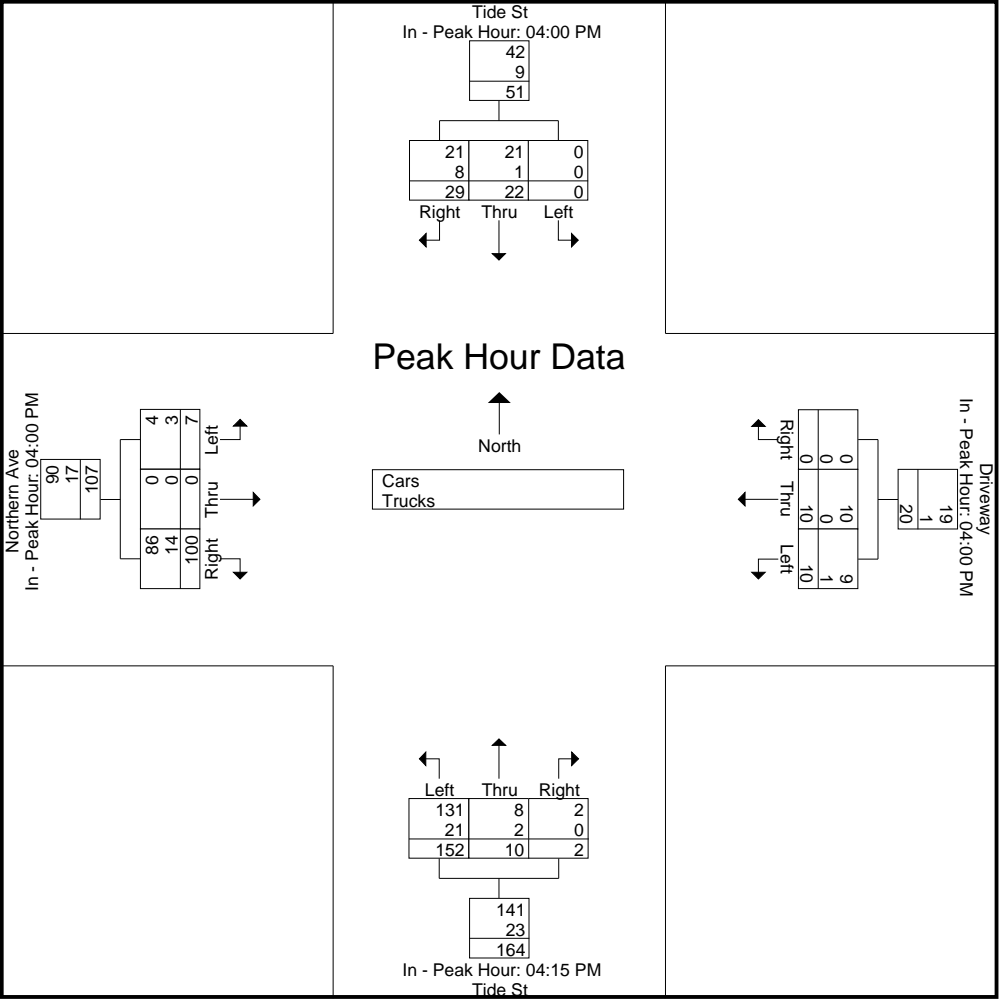 Tide St
In - Peak Hour: 04:00 PM
42
9
51
21 21 0
8 1 0
29 22 0
Right Thru Left
Peak Hour Data
North
Cars
Trucks
Northern Ave
In - Peak Hour: 04:00 PM
90
17
107
4 0 86
3 0 14
7 0 100
Left Thru Right
Driveway
In - Peak Hour: 04:00 PM
19
1
20
0 10 9
0 0 1
0 10 10
Right Thru Left
Left Thru Right
131 8 2
21 2 0
152 10 2
141
23
164
In - Peak Hour: 04:15 PM
Tide St